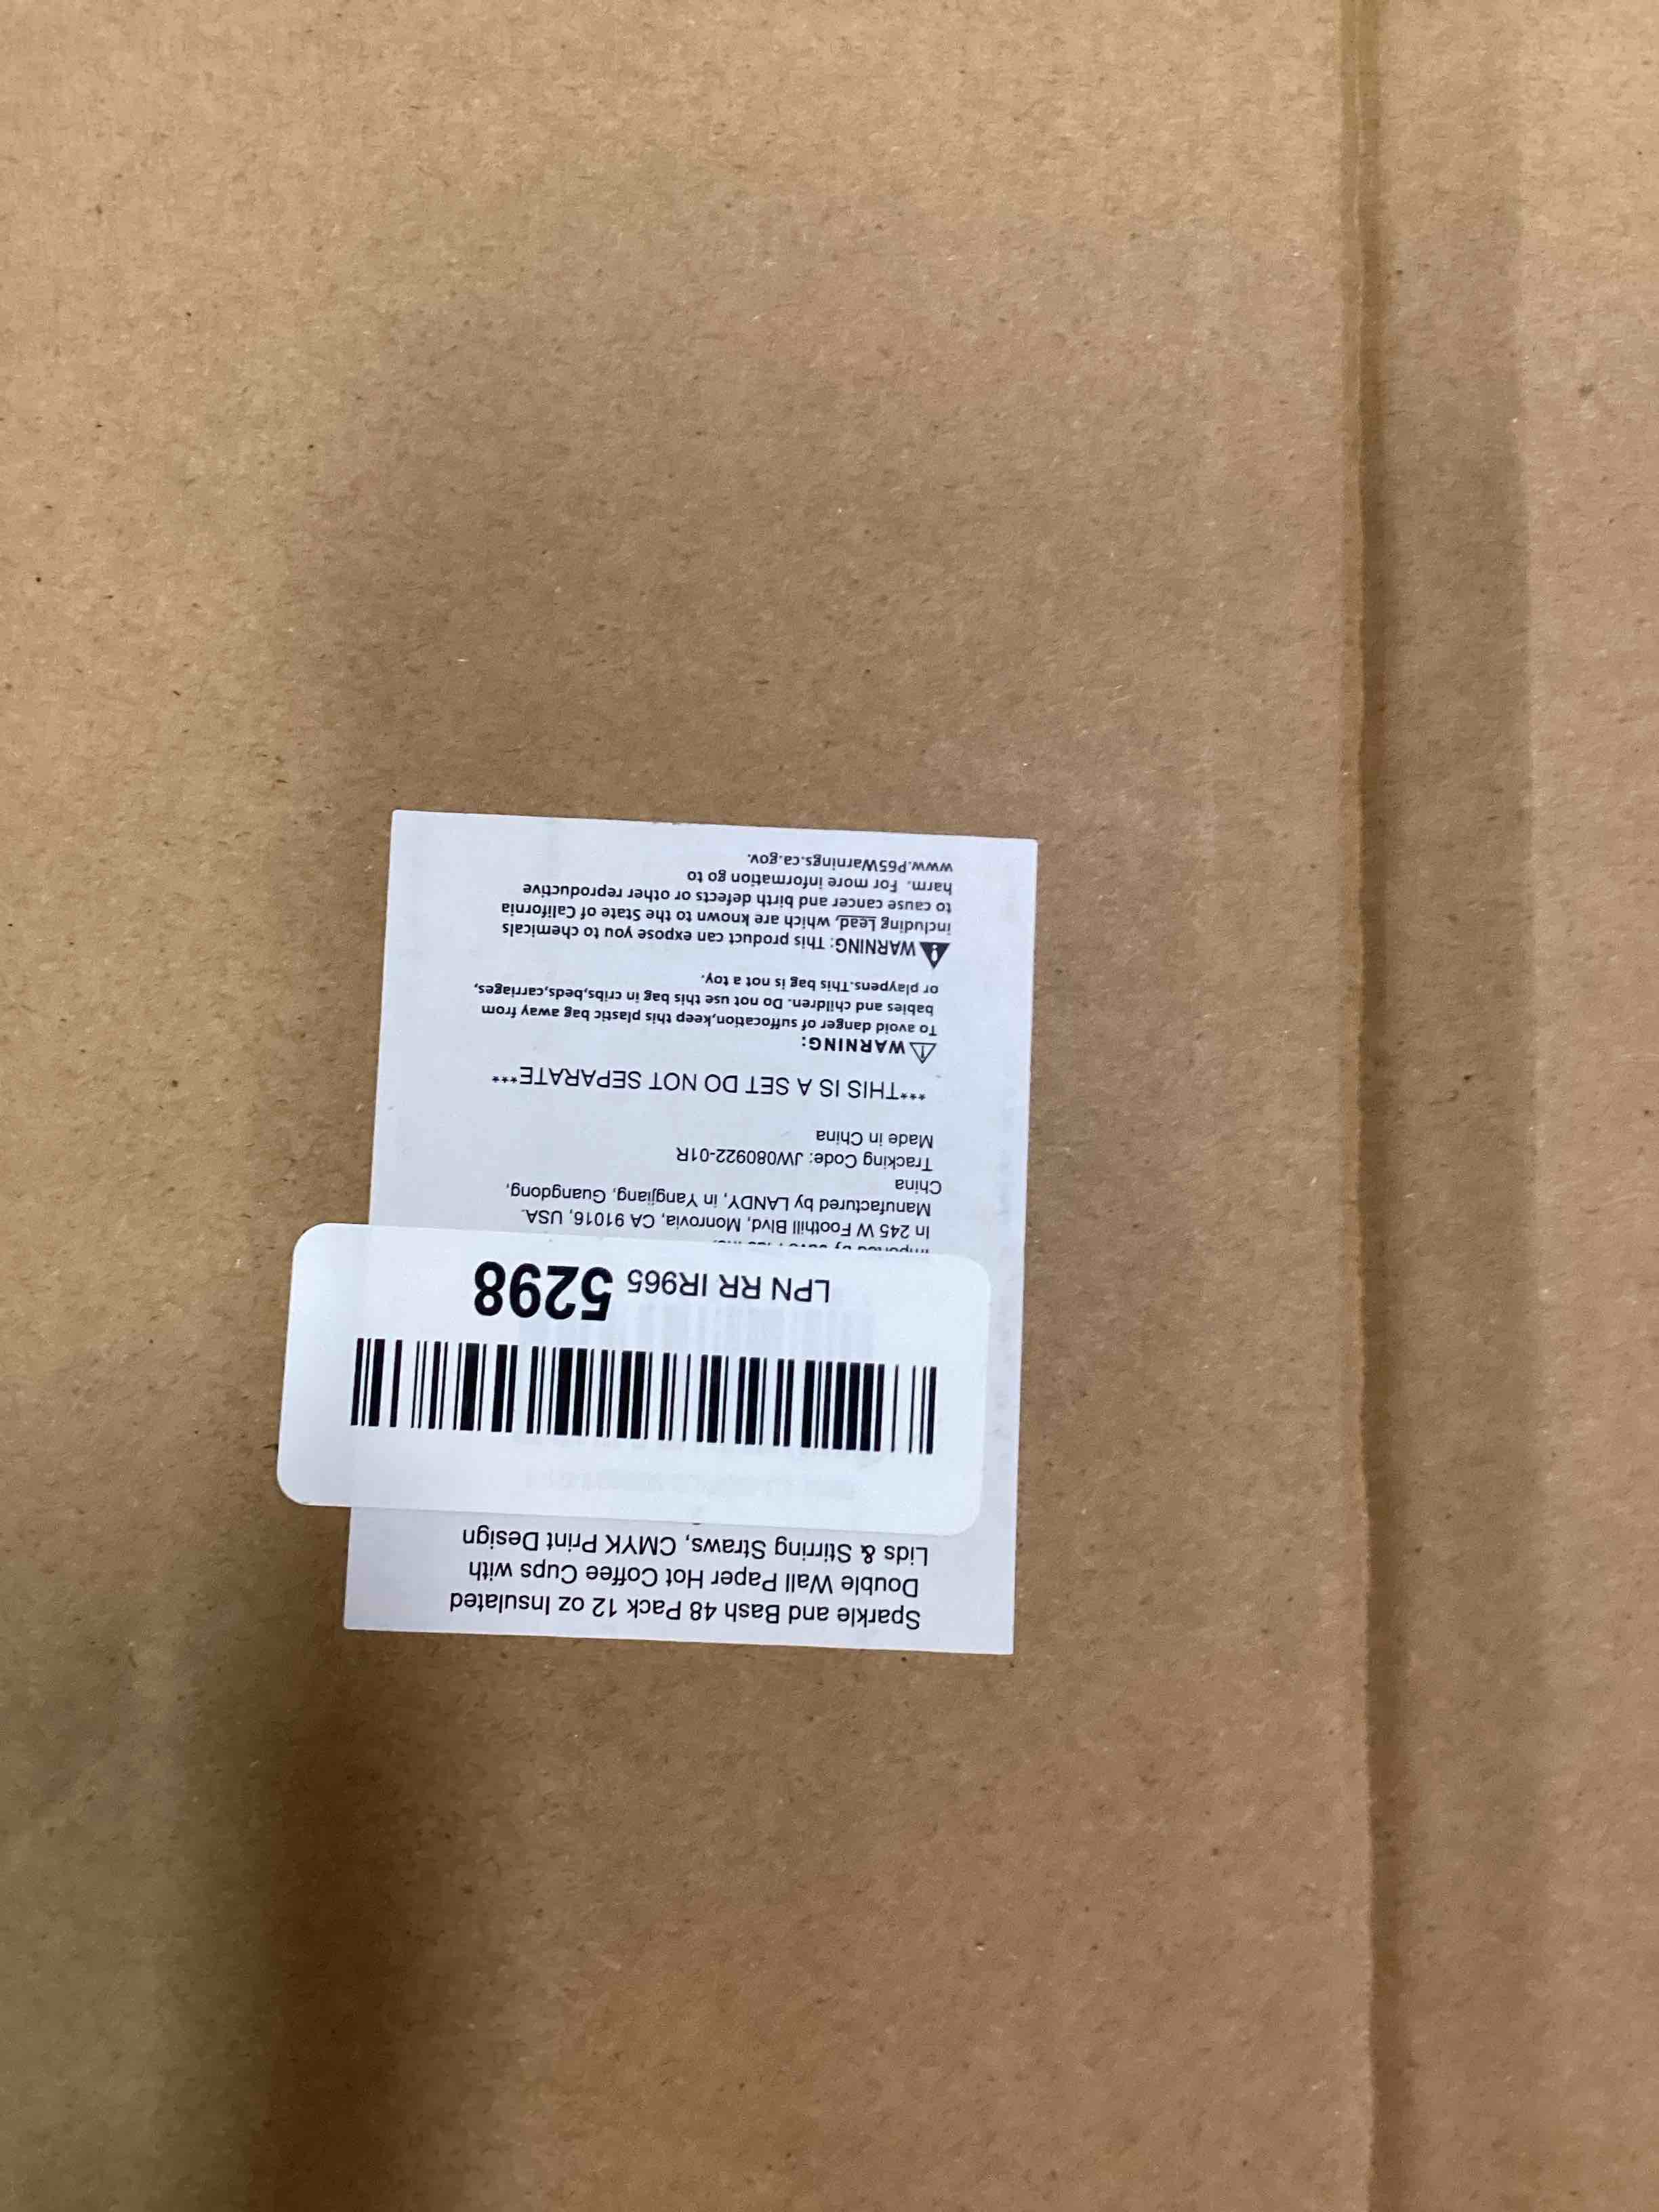 Sparkle and Bash 48 Pack 12 oz Insulated
Double Wall Paper Hot Coffee Cups with
Lids & Stirring Straws, CMYK Print Design
LPN RR IR965 5298
In 245 W Foothill Blvd, Monrovia, CA 91016, USA.
Manufactured by LANDY, in Yangjiang, Guangdong,
China
Tracking Code: JW080922-01R
Made in China
***THIS IS A SET DO NOT SEPARATE***
WARNING:
To avoid danger of suffocation,keep this plastic bag away from
babies and children. Do not use this bag in cribs,beds,carriages,
or playpens.This bag is not a toy.
WARNING: This product can expose you to chemicals
including Lead, which are known to the State of California
to cause cancer and birth defects or other reproductive
harm. For more information go to
www.P65Warnings.ca.gov.